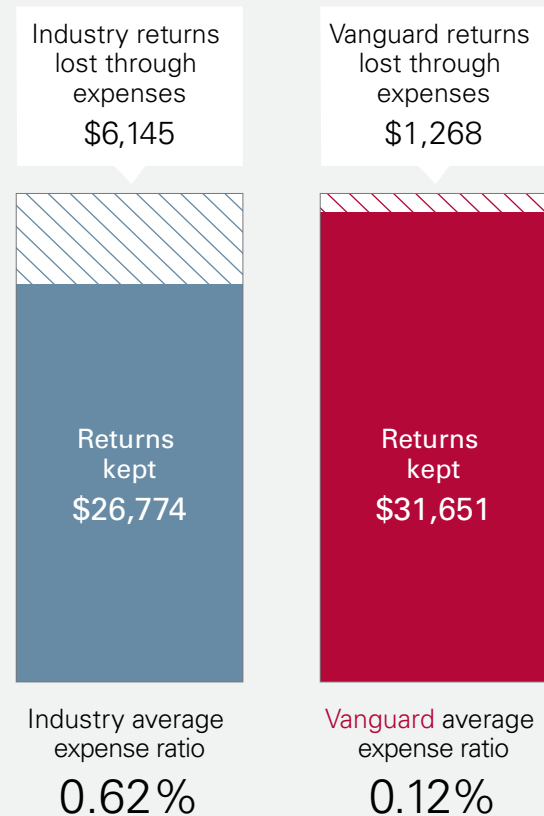 Industry returns
lost through
expenses
$6,145
Vanguard returns
lost through
expenses
$1,268
Returns
kept
$26,774
Returns
kept
$31,651
Industry average
expense ratio
0.62%
Vanguard average
expense ratio
0.12%